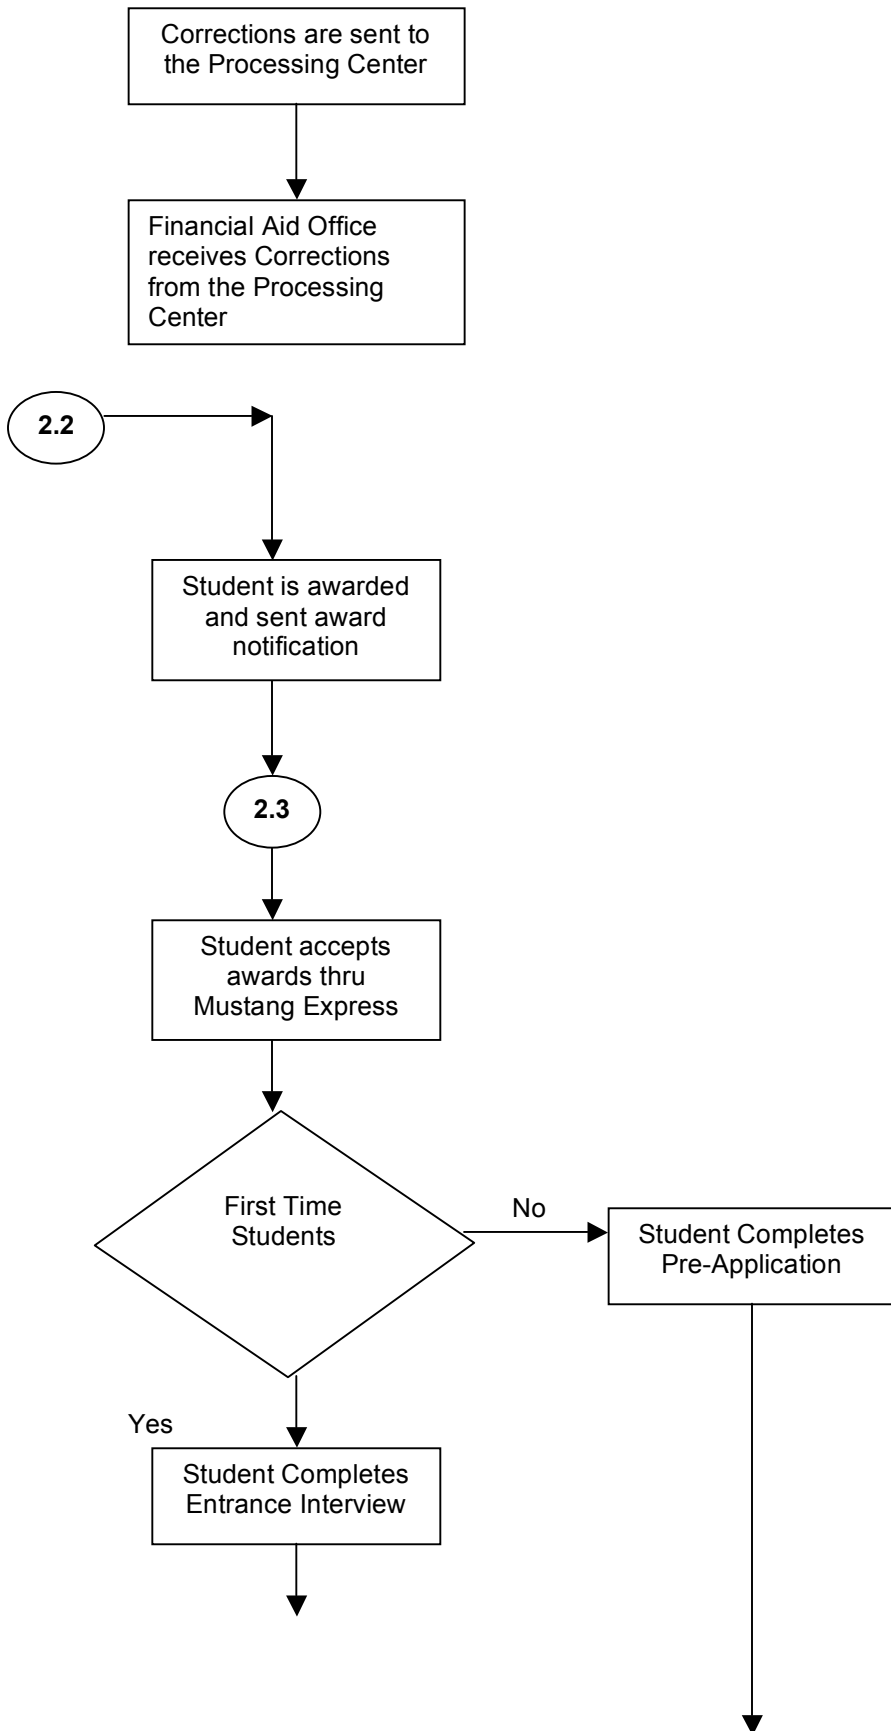 Corrections are sent to
the Processing Center
Financial Aid Office
receives Corrections
from the Processing
Center
2.2
Student is awarded
and sent award
notification
2.3
Student accepts
awards thru
Mustang Express
First Time
Students
No
Student Completes
Pre-Application
Yes
Student Completes
Entrance Interview